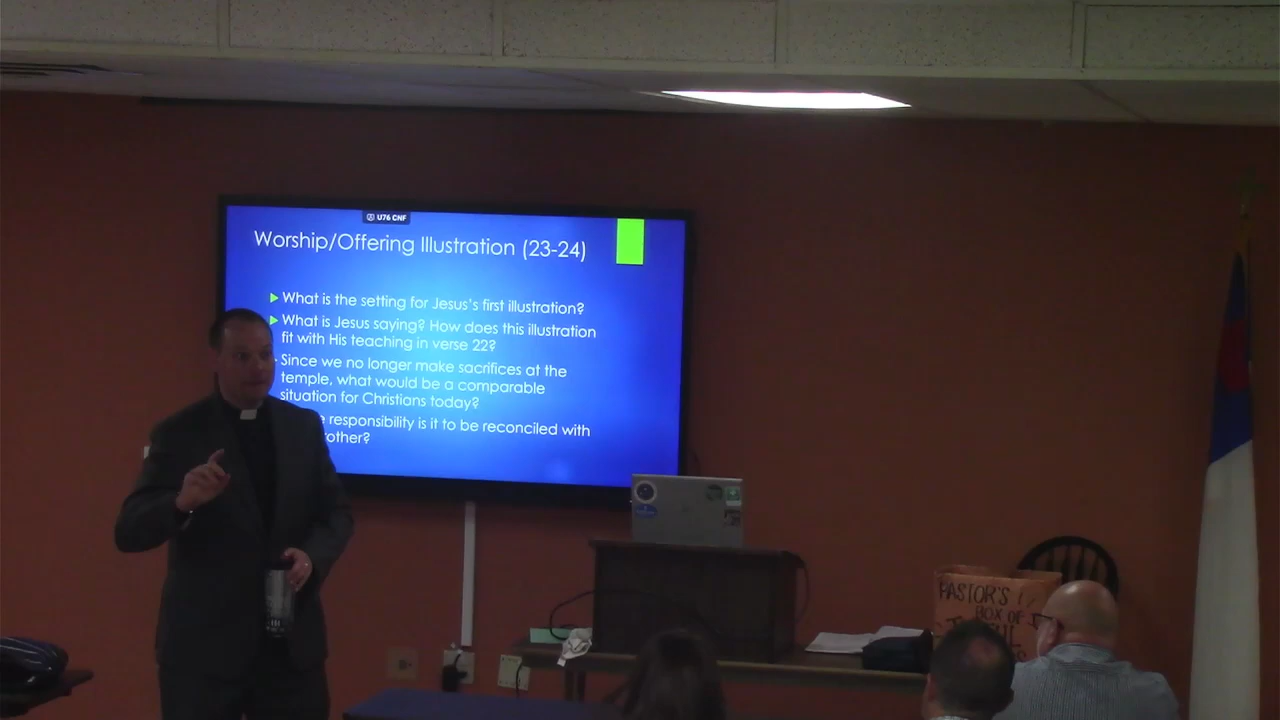 U76 CNF
Worship/Offering Illustration (23-24)
What is the setting for Jesus's first illustration?
What is Jesus saying? How does this illustration
fit with His teaching in verse 22?
Since we no longer make sacrifices at the
temple, what would be a comparable
situation for Christians today?
responsibility is it to be reconciled with
PASTOR'S
BOX OF